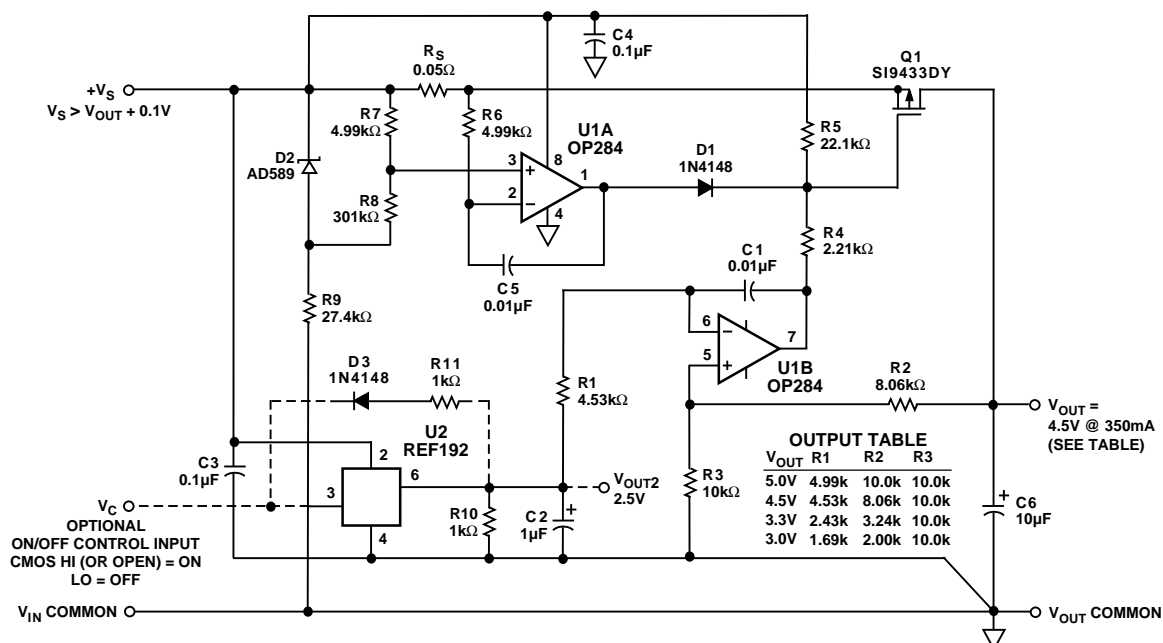 C4
0.1µF
RS
0.05Ω
Q1
SI9433DY
+VS
VS > VOUT + 0.1V
R7
4.99kΩ
R6
4.99kΩ
U1A
OP284
R5
22.1kΩ
D2
AD589
3
+
8
D1
1N4148
1
2
−
4
R8
301kΩ
R4
2.21kΩ
C1
0.01µF
C5
0.01µF
R9
27.4kΩ
6
−
7
5
+
U1B
OP284
D3
1N4148
R11
1kΩ
R1
4.53kΩ
R2
8.06kΩ
U2
REF192
VOUT =
4.5V @ 350mA
(SEE TABLE)
C3
0.1µF
2
3
6
4
VOUT2
2.5V
R3
10kΩ
OUTPUT TABLE
VOUT R1 R2 R3
5.0V 4.99k 10.0k 10.0k
4.5V 4.53k 8.06k 10.0k
3.3V 2.43k 3.24k 10.0k
3.0V 1.69k 2.00k 10.0k
+
C6
10µF
VC
R10
1kΩ
C2
1µF
+
OPTIONAL
ON/OFF CONTROL INPUT
CMOS HI (OR OPEN) = ON
LO = OFF
VIN COMMON
VOUT COMMON